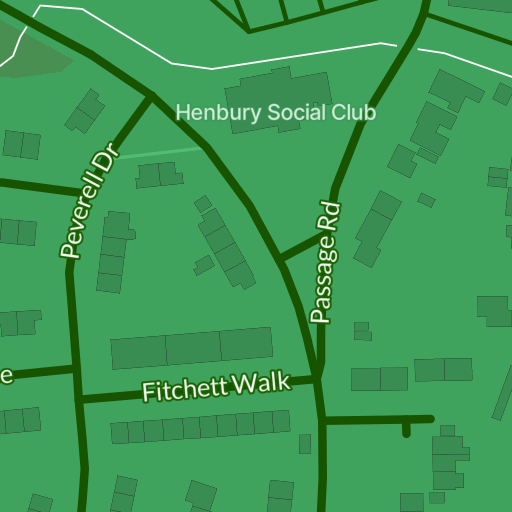 Henbury Social Club
Peverell Dr
Passage Rd
Fitchett Walk
e